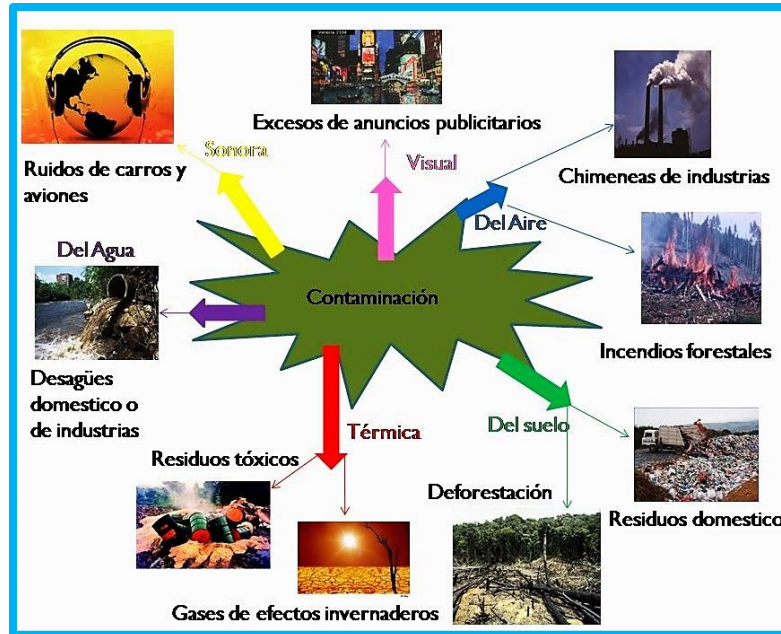 Excesos de anuncios publicitarios
Sonora
Visual
Ruidos de carros y
aviones
Chimeneas de industrias
Del Aire
Del Agua
Contaminación
Incendios forestales
Desagües
domestico o
de industrias
Térmica
Del suelo
Residuos tóxicos
Deforestación
Residuos domestico
Gases de efectos invernaderos